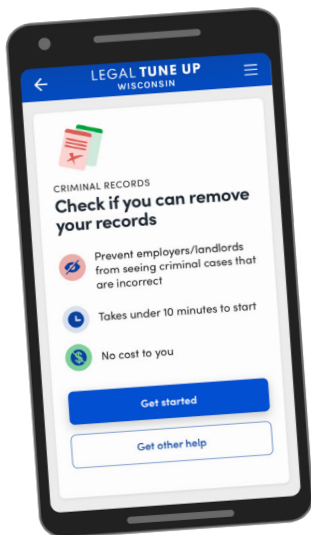 LEGAL TUNE UP
WISCONSIN
CRIMINAL RECORDS
Check if you can remove
your records
Prevent employers/landlords
from seeing criminal cases that
are incorrect
Takes under 10 minutes to start
No cost to you
Get started
Get other help